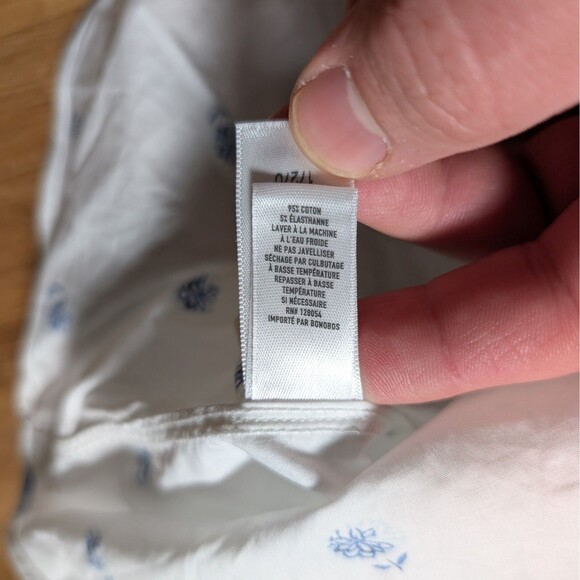 95% COTON
5% ÉLASTHANNE
LAVER À LA MACHINE
À L'EAU FROIDE
NE PAS JAVELLISER
SÉCHAGE PAR CULBUTAGE
À BASSE TEMPÉRATURE
REPASSER À BASSE
TEMPÉRATURE
SI NÉCESSAIRE
RN# 128054
IMPORTÉ PAR BONOBOS